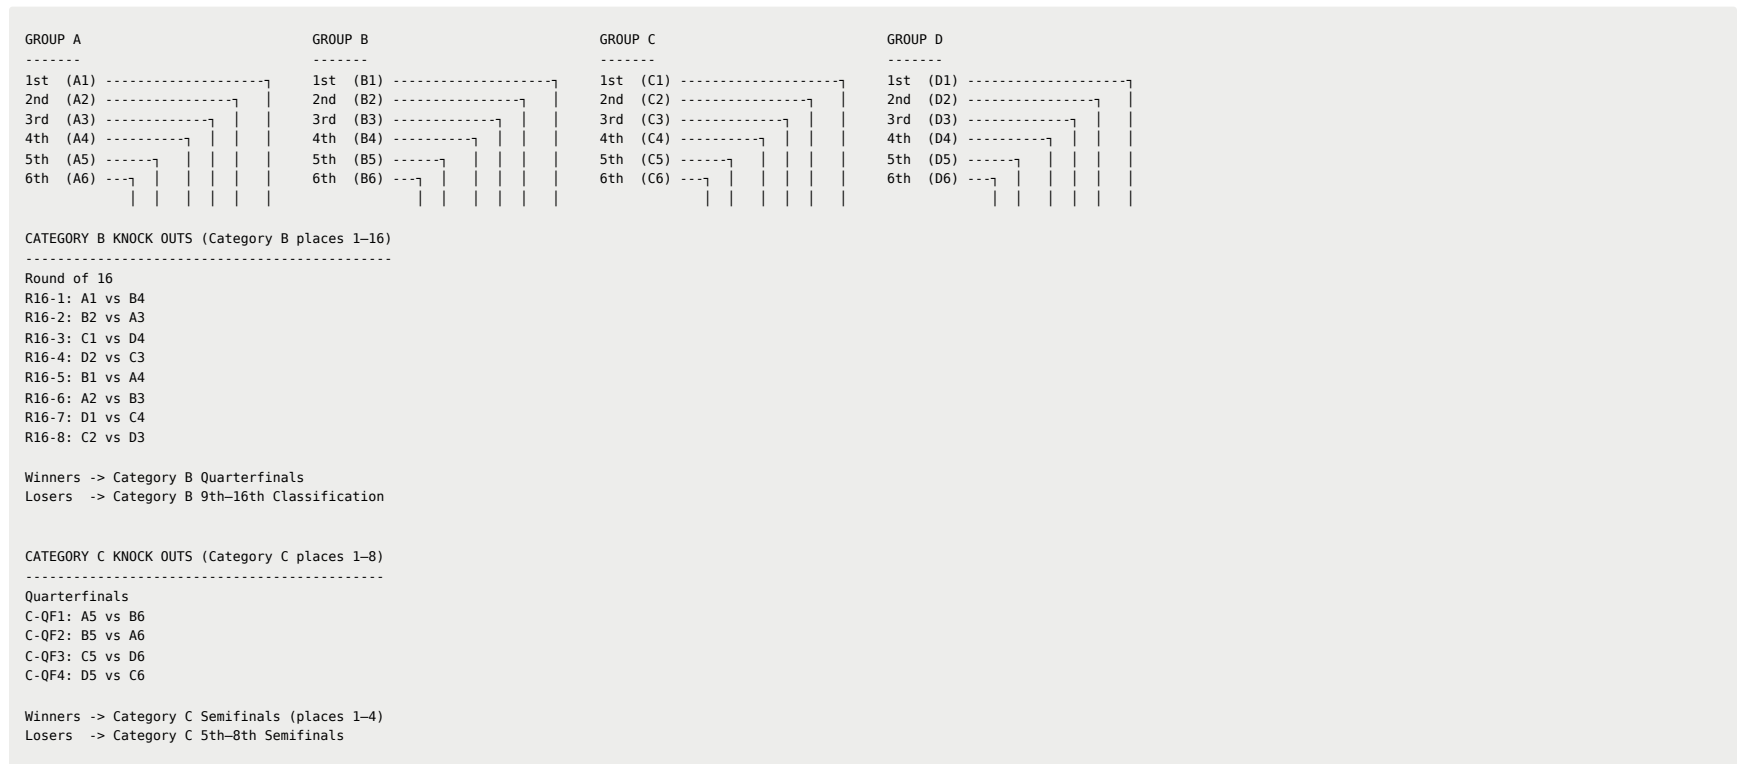 GROUP A                             GROUP B                             GROUP C                             GROUP D
-------                             -------                             -------                             -------
1st  (A1) --------------------┐     1st  (B1) --------------------┐     1st  (C1) --------------------┐     1st  (D1) --------------------┐
2nd  (A2) ----------------┐   │     2nd  (B2) ----------------┐   │     2nd  (C2) ----------------┐   │     2nd  (D2) ----------------┐   │
3rd  (A3) -------------┐  │   │     3rd  (B3) -------------┐  │   │     3rd  (C3) -------------┐  │   │     3rd  (D3) -------------┐  │   │
4th  (A4) ----------┐  │  │   │     4th  (B4) ----------┐  │  │   │     4th  (C4) ----------┐  │  │   │     4th  (D4) ----------┐  │  │   │
5th  (A5) ------┐   │  │  │   │     5th  (B5) ------┐   │  │  │   │     5th  (C5) ------┐   │  │  │   │     5th  (D5) ------┐   │  │  │   │
6th  (A6) ---┐  │   │  │  │   │     6th  (B6) ---┐  │   │  │  │   │     6th  (C6) ---┐  │   │  │  │   │     6th  (D6) ---┐  │   │  │  │   │
             │  │   │  │  │   │                  │  │   │  │  │   │                  │  │   │  │  │   │                  │  │   │  │  │   │

CATEGORY B KNOCK OUTS (Category B places 1–16)
----------------------------------------------
Round of 16
R16-1: A1 vs B4
R16-2: B2 vs A3
R16-3: C1 vs D4
R16-4: D2 vs C3
R16-5: B1 vs A4
R16-6: A2 vs B3
R16-7: D1 vs C4
R16-8: C2 vs D3

Winners -> Category B Quarterfinals
Losers  -> Category B 9th–16th Classification


CATEGORY C KNOCK OUTS (Category C places 1–8)
---------------------------------------------
Quarterfinals
C-QF1: A5 vs B6
C-QF2: B5 vs A6
C-QF3: C5 vs D6
C-QF4: D5 vs C6

Winners -> Category C Semifinals (places 1–4)
Losers  -> Category C 5th–8th Semifinals